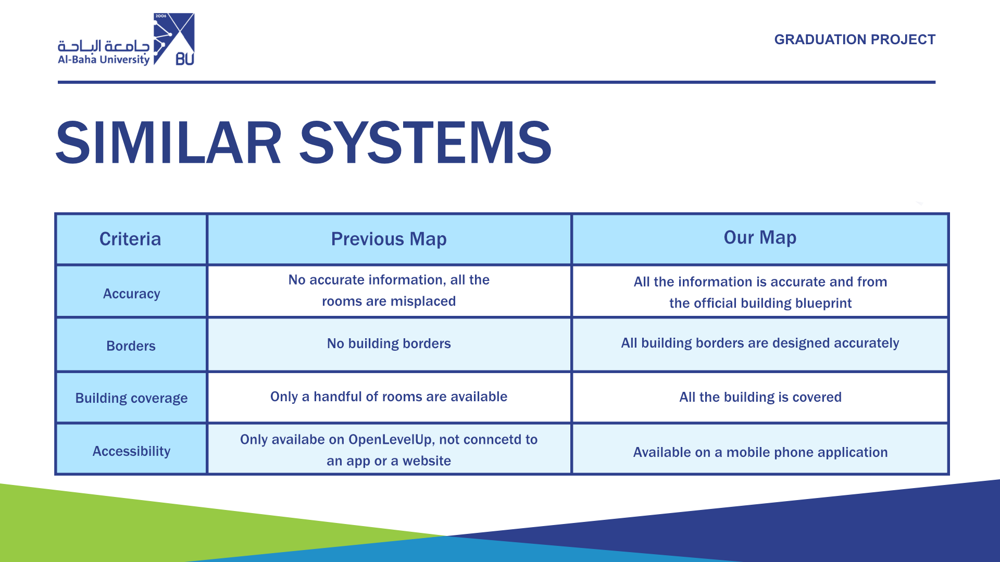 2006
جامعة الباحة
Al-Baha University
BU
GRADUATION PROJECT
SIMILAR SYSTEMS
Criteria
Previous Map
Our Map
Accuracy
No accurate information, all the
rooms are misplaced
All the information is accurate and from
the official building blueprint
Borders
No building borders
All building borders are designed accurately
Building coverage
Only a handful of rooms are available
All the building is covered
Accessibility
Only availabe on OpenLevelUp, not conncetd to
an app or a website
Available on a mobile phone application